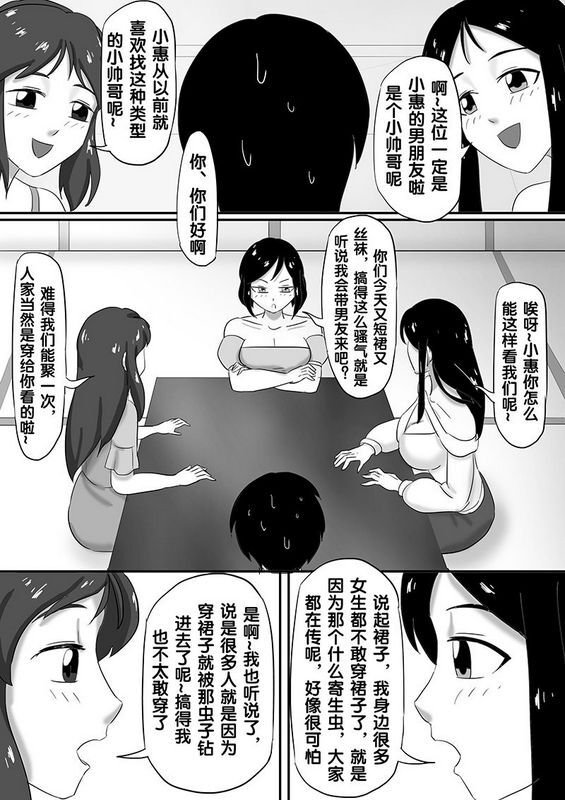 啊~这位一定是
小惠的男朋友啦
是个小帅哥呢~
小惠从以前就
喜欢找这种类型
的小帅哥呢~
你、你们好啊
你们今天又短裙又
丝袜，搞得这么骚气就是
听说我会带男友来吧？
唉呀~小惠你怎么
能这样看我们呢~
难得我们能聚一次，
人家当然是穿给你看的啦~
说起裙子，我身边很多
女生都不敢穿裙子了，就是
因为那个什么寄生虫，大家
都在传呢，好像很可怕
是啊~我也听说了，
说是很多人就是因为
穿裙子就被那虫子钻
进去了呢~搞得我
也不太敢穿了